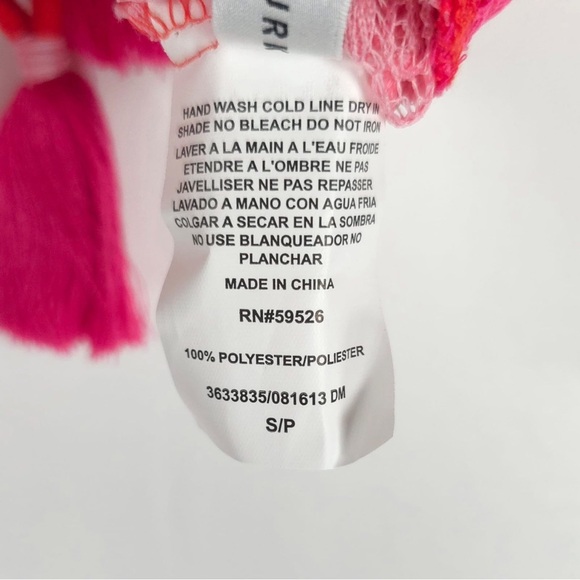 HAND WASH COLD LINE DRY IN
SHADE NO BLEACH DO NOT IRON
LAVER A LA MAIN A L'EAU FROIDE
ETENDRE A L'OMBRE NE PAS
JAVELLISER NE PAS REPASSER
LAVADO A MANO CON AGUA FRIA
COLGAR A SECAR EN LA SOMBRA
NO USE BLANQUEADOR NO
PLANCHAR
MADE IN CHINA
RN#59526
100% POLYESTER/POLIESTER
3633835/081613 DM
S/P